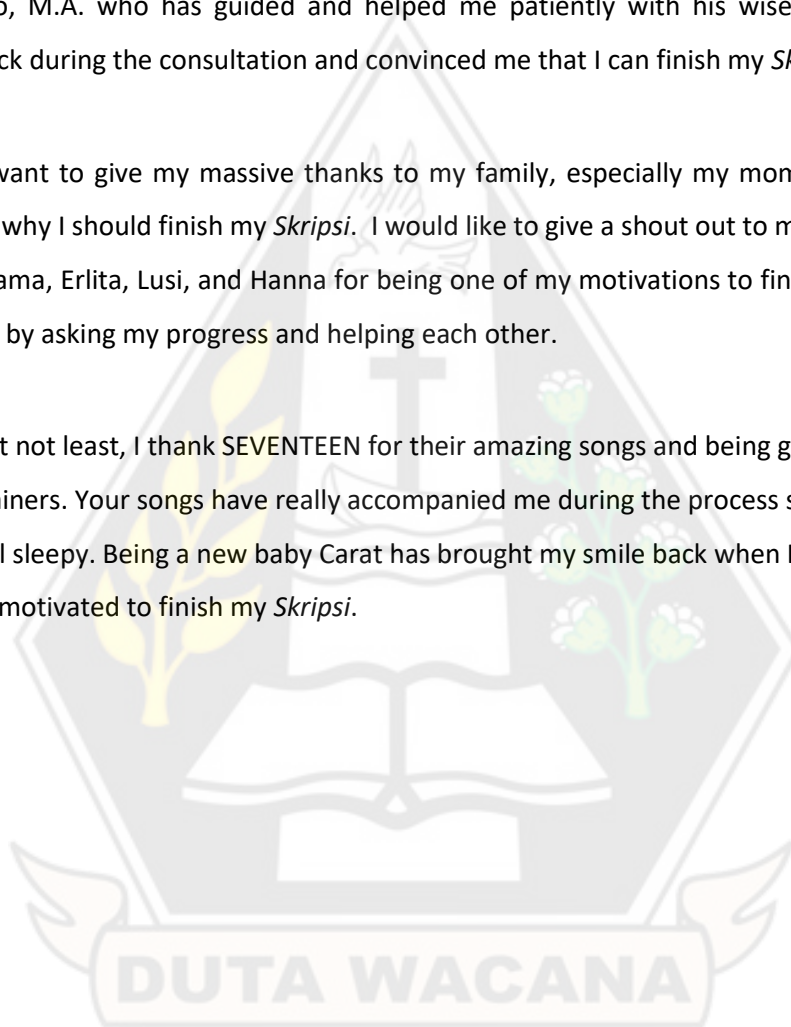 M.A. who has guided and helped me patiently with his wise
during the consultation and convinced me that I can finish my
want to give my massive thanks to my family, especially my mom
why I should finish my Skripsi. I would like to give a shout out to
Erlita, Lusi, and Hanna for being one of my motivations to
by asking my progress and helping each other.
not least, I thank SEVENTEEN for their amazing songs and being
Your songs have really accompanied me during the process
sleepy. Being a new baby Carat has brought my smile back when
motivated to finish my Skripsi.
DUTA WACANA